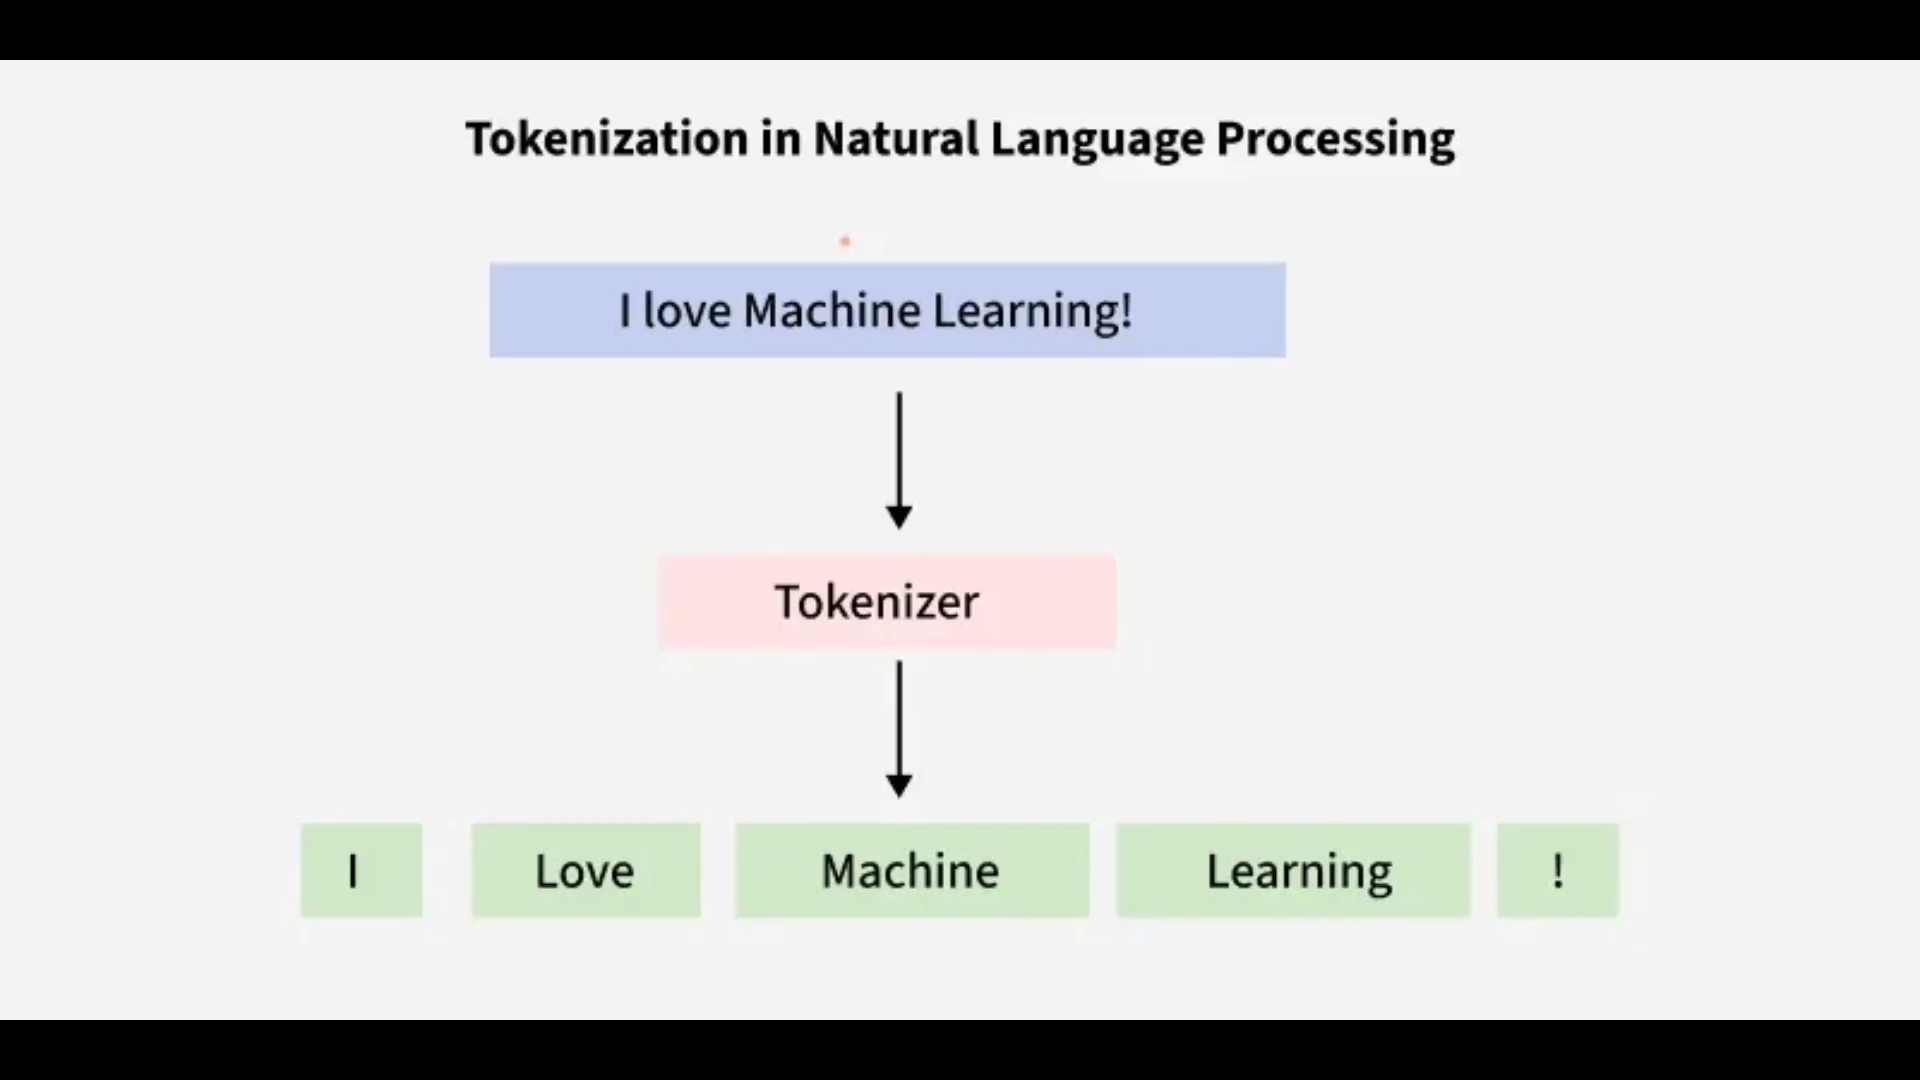 Tokenization in Natural Language Processing
I love Machine Learning!
Tokenizer
I Love Machine Learning !